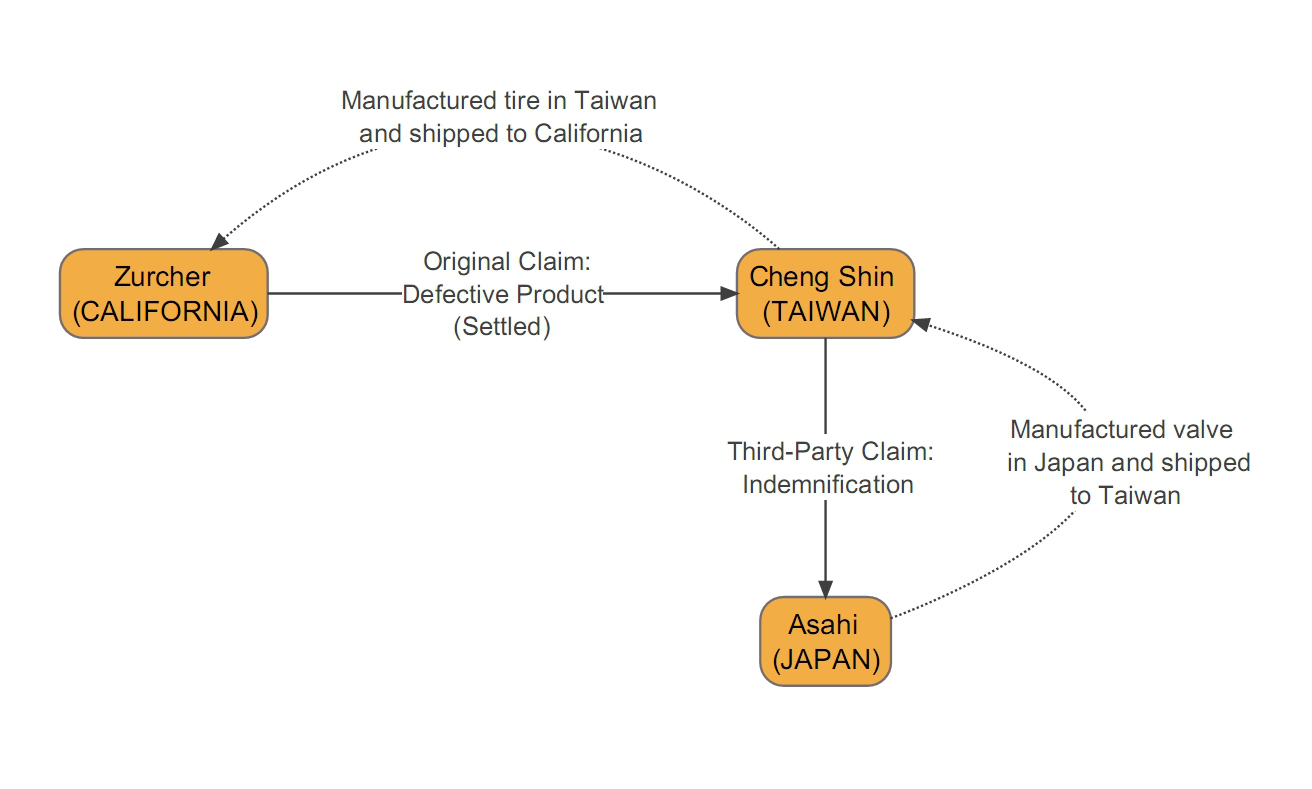 Manufactured tire in Taiwan
and shipped to California
Zurcher
(CALIFORNIA)
Original Claim:
Defective Product
(Settled)
Cheng Shin
(TAIWAN)
Manufactured valve
in Japan and shipped
to Taiwan
Third-Party Claim:
Indemnification
Asahi
(JAPAN)